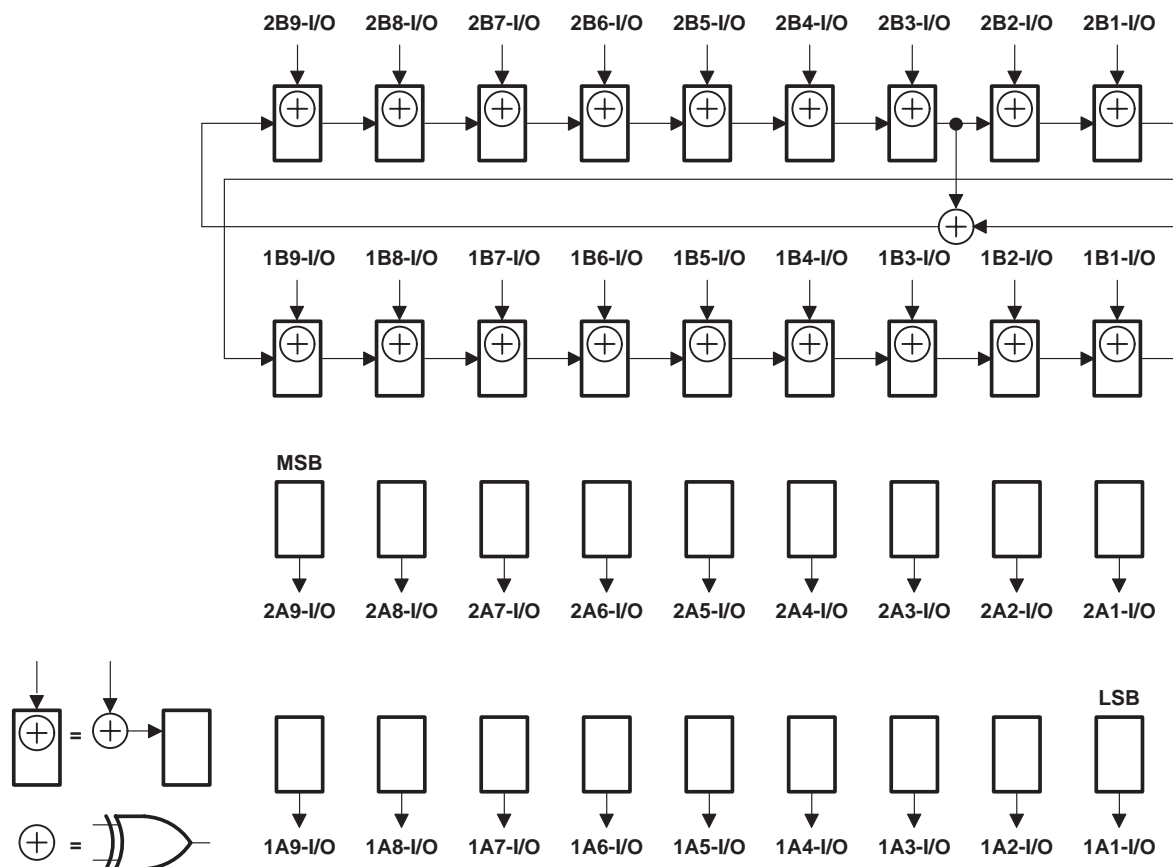 2B9-I/O 2B8-I/O 2B7-I/O 2B6-I/O 2B5-I/O 2B4-I/O 2B3-I/O 2B2-I/O 2B1-I/O
1B9-I/O 1B8-I/O 1B7-I/O 1B6-I/O 1B5-I/O 1B4-I/O 1B3-I/O 1B2-I/O 1B1-I/O
MSB
2A9-I/O 2A8-I/O 2A7-I/O 2A6-I/O 2A5-I/O 2A4-I/O 2A3-I/O 2A2-I/O 2A1-I/O
LSB
=
=
1A9-I/O 1A8-I/O 1A7-I/O 1A6-I/O 1A5-I/O 1A4-I/O 1A3-I/O 1A2-I/O 1A1-I/O